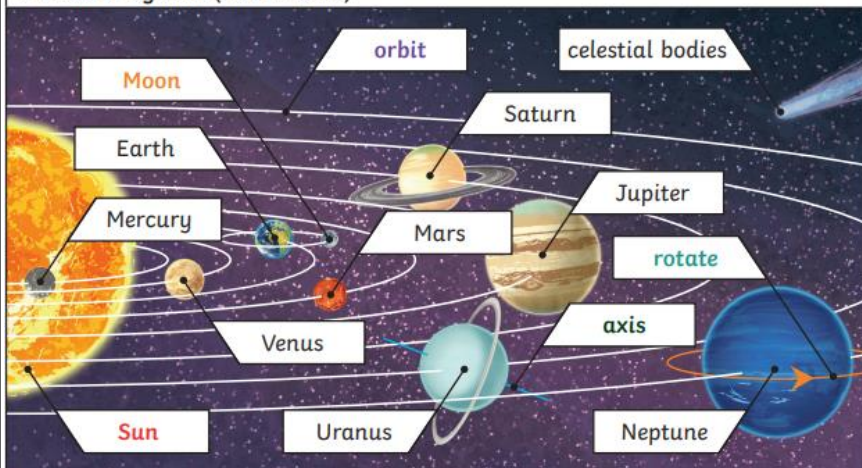 orbit
celestial bodies
Moon
Saturn
Earth
Jupiter
Mercury
Mars
rotate
axis
Venus
Sun
Uranus
Neptune